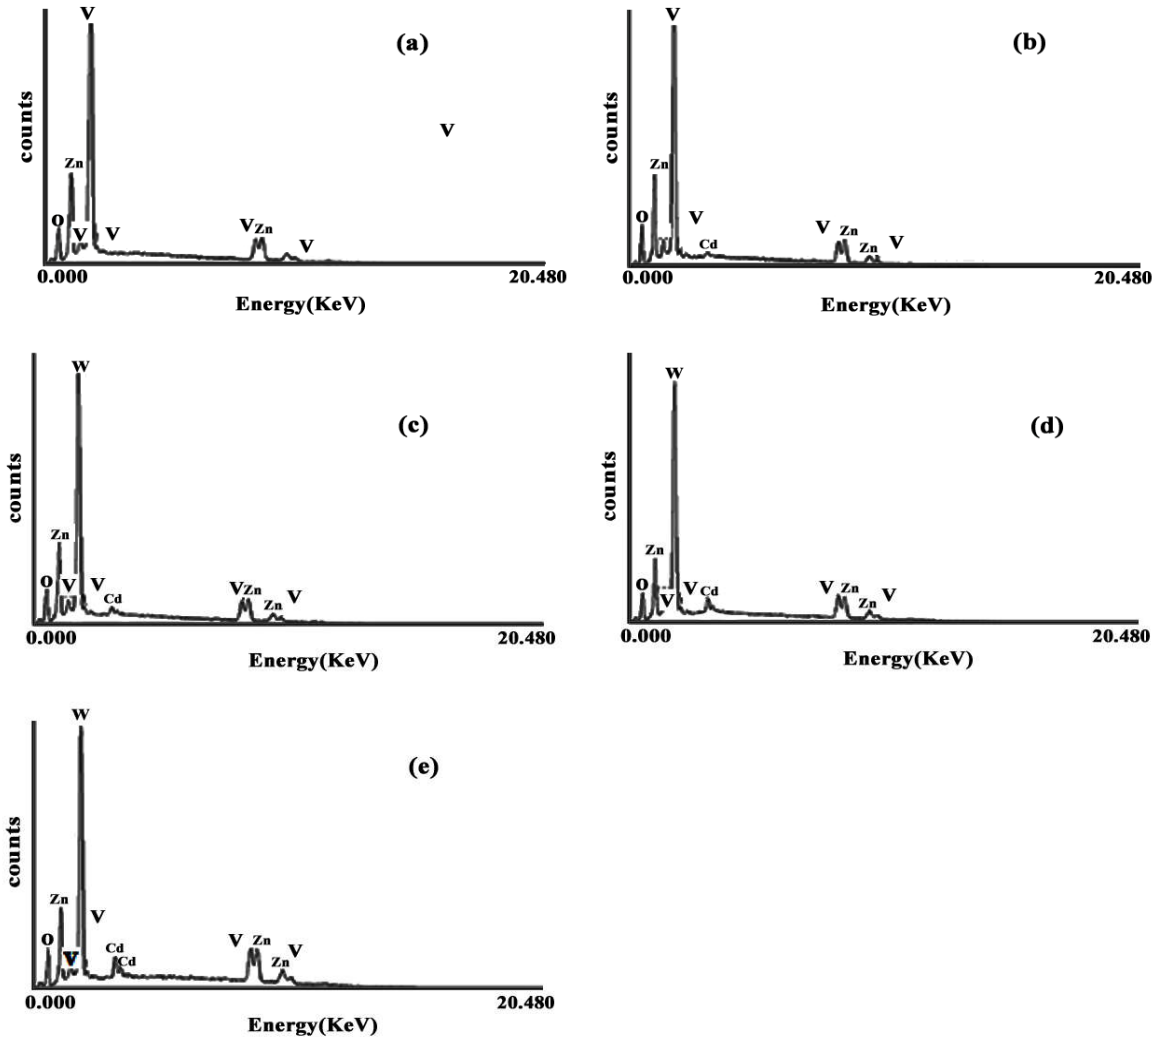 V
(a)
counts
V
Zn
O
V
V
V
Zn
V
0.000
20.480
Energy(KeV)
V
(b)
counts
Zn
O
V
Cd
V
Zn
Zn
V
0.000
20.480
Energy(KeV)
W
(c)
counts
Zn
O
V
V
Cd
V
Zn
Zn
V
0.000
20.480
Energy(KeV)
W
(d)
counts
Zn
O
V
V
Cd
V
Zn
Zn
V
0.000
20.480
Energy(KeV)
W
(e)
counts
Zn
O
V
V
Cd
Cd
V
Zn
Zn
V
0.000
20.480
Energy(KeV)